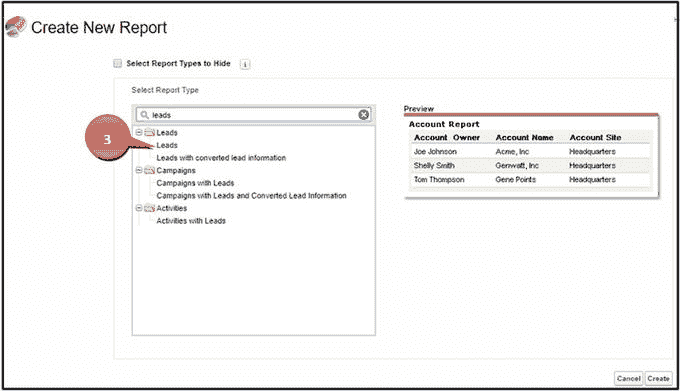 Create New Report
Select Report Types to Hide i
Select Report Type
leads
Leads
Leads
Leads with converted lead information
Campaigns
Campaigns with Leads
Campaigns with Leads and Converted Lead Information
Activities
Activities with Leads
3
Preview
Account Report
Account Owner Account Name Account Site
Joe Johnson Acme, Inc Headquarters
Shelly Smith Genwatt, Inc Headquarters
Tom Thompson Gene Points Headquarters
Cancel Create